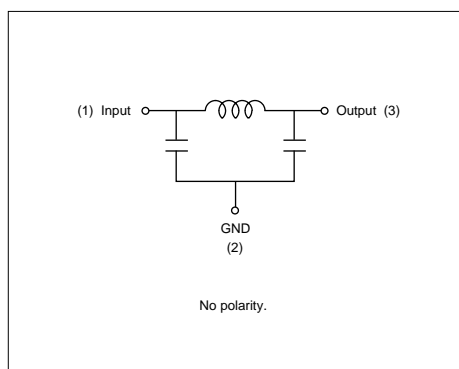 (1) Input
Output (3)
GND
(2)
No polarity.